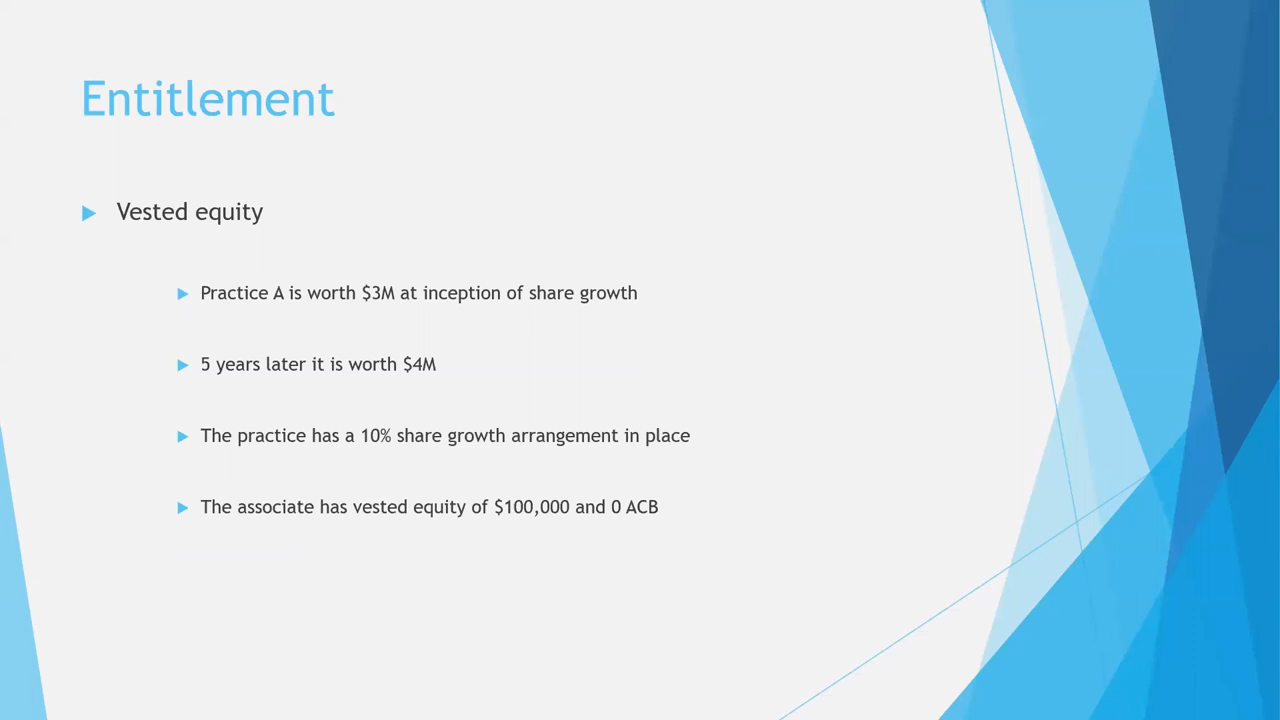 Entitlement
Vested equity
Practice A is worth $3M at inception of share growth
5 years later it is worth $4M
The practice has a 10% share growth arrangement in place
The associate has vested equity of $100,000 and 0 ACB